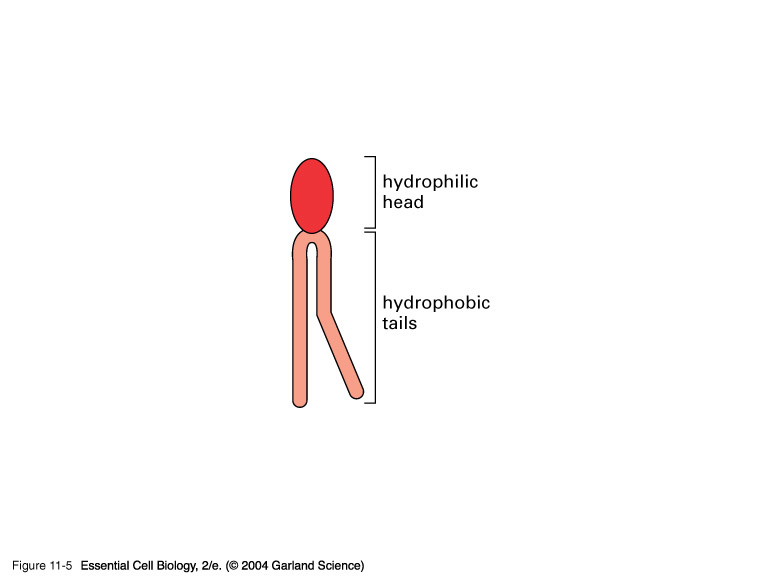 hydrophilic
head
hydrophobic
tails
Figure 11-5 Essential Cell Biology, 2/e. (© 2004 Garland Science)